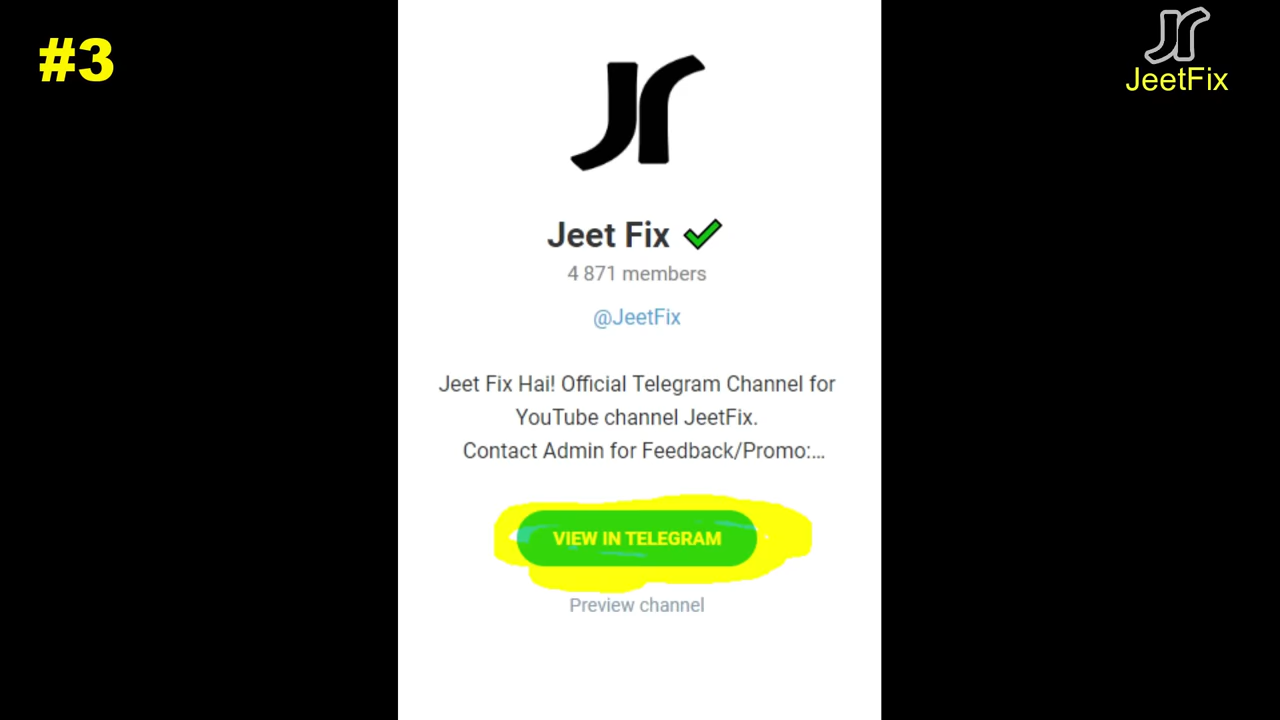 #3
JeetFix
Jeet Fix
4 871 members
@JeetFix
Jeet Fix Hai! Official Telegram Channel for
YouTube channel JeetFix.
Contact Admin for Feedback/Promo:...
VIEW IN TELEGRAM
Preview channel